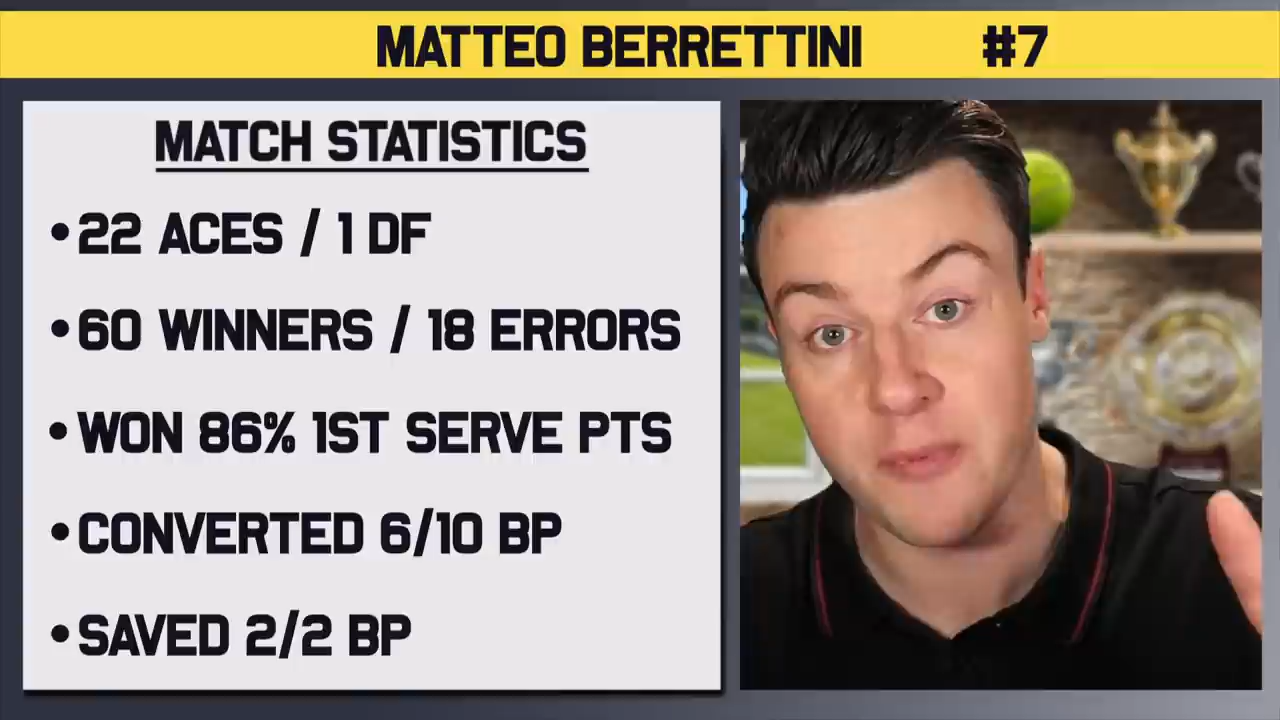 MATTEO BERRETTINI #7
MATCH STATISTICS
•22 ACES / 1 DF
•60 WINNERS / 18 ERRORS
•WON 86% 1ST SERVE PTS
•CONVERTED 6/10 BP
•SAVED 2/2 BP